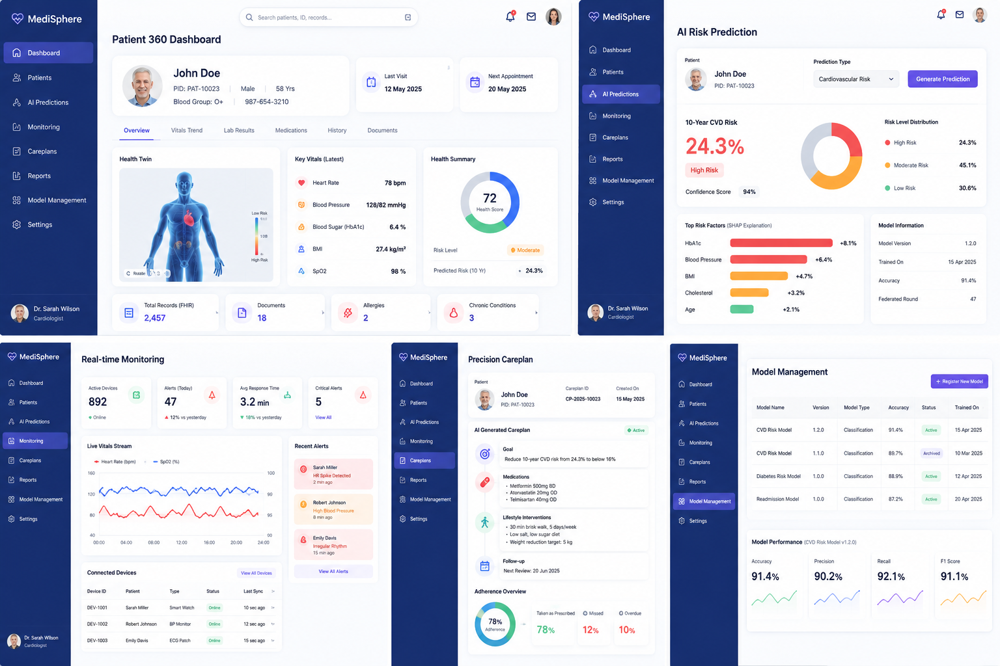 MediSphere
Dashboard
Patients
AI Predictions
Monitoring
Careplans
Reports
Model Management
Settings
Dr. Sarah Wilson
Cardiologist
Search patients, ID, records...
Patient 360 Dashboard
John Doe
PID: PAT-10023 | Male | 58 Yrs
Blood Group: O+ | 987-654-3210
Last Visit
12 May 2025
Next Appointment
20 May 2025
Overview Vitals Trend Lab Results Medications History Documents
Health Twin
Low Risk
High Risk
Rotate
Key Vitals (Latest)
Heart Rate 78 bpm
Blood Pressure 128/82 mmHg
Blood Sugar (HbA1c) 6.4 %
BMI 27.4 kg/m²
SpO2 98 %
Health Summary
72
Health Score
Risk Level Moderate
Predicted Risk (10 Yr) 24.3%
Total Records (FHIR)
2,457
Documents
18
Allergies
2
Chronic Conditions
3
MediSphere
Dashboard
Patients
AI Predictions
Monitoring
Careplans
Reports
Model Management
Settings
Dr. Sarah Wilson
Cardiologist
AI Risk Prediction
Patient
John Doe
PID: PAT-10023
Prediction Type
Cardiovascular Risk
Generate Prediction
10-Year CVD Risk
24.3%
High Risk
Confidence Score 94%
Risk Level Distribution
High Risk 24.3%
Moderate Risk 45.1%
Low Risk 30.6%
Top Risk Factors (SHAP Explanation)
HbA1c +8.1%
Blood Pressure +6.4%
BMI +4.7%
Cholesterol +3.2%
Age +2.1%
Model Information
Model Version 1.2.0
Trained On 15 Apr 2025
Accuracy 91.4%
Federated Round 47
MediSphere
Dashboard
Patients
AI Predictions
Monitoring
Careplans
Reports
Model Management
Settings
Dr. Sarah Wilson
Cardiologist
Real-time Monitoring
Active Devices
892
Online
Alerts (Today)
47
12% vs yesterday
Avg Response Time
3.2 min
18% vs yesterday
Critical Alerts
5
View All
Live Vitals Stream
Heart Rate (bpm) SpO2 (%)
160 100
120 90
80 95
40 90
00:00 04:00 08:00 12:00 16:00 20:00 24:00
Recent Alerts
Sarah Miller
HR Spike Detected
2 min ago
Robert Johnson
High Blood Pressure
8 min ago
Emily Davis
Irregular Rhythm
15 min ago
View All Alerts
Connected Devices
View All Devices
Device ID Patient Type Status Last Sync
DEV-1001 Sarah Miller Smart Watch Online 10 sec ago
DEV-1002 Robert Johnson BP Monitor Online 12 sec ago
DEV-1003 Emily Davis ECG Patch Online 15 sec ago
MediSphere
Dashboard
Patients
AI Predictions
Monitoring
Careplans
Reports
Model Management
Settings
Precision Careplan
Patient
John Doe
PID: PAT-10023
Careplan ID
CP-2025-10023
Created On
15 May 2025
AI Generated Careplan
Active
Goal
Reduce 10-year CVD risk from 24.3% to below 16%
Medications
• Metformin 500mg BD
• Atorvastatin 20mg OD
• Telmisartan 40mg OD
Lifestyle Interventions
• 30 min brisk walk, 5 days/week
• Low salt, low sugar diet
• Weight reduction target: 5 kg
Follow-up
Next Review: 20 Jun 2025
Adherence Overview
78%
Adherence
Taken as Prescribed
78%
Missed
12%
Overdue
10%
MediSphere
Dashboard
Patients
AI Predictions
Monitoring
Careplans
Reports
Model Management
Settings
Model Management
+ Register New Model
Model Name Version Model Type Accuracy Status Trained On
CVD Risk Model 1.2.0 Classification 91.4% Active 15 Apr 2025
CVD Risk Model 1.1.0 Classification 89.7% Archived 10 Mar 2025
Diabetes Risk Model 1.0.0 Classification 88.9% Active 12 Apr 2025
Readmission Model 1.0.0 Classification 87.2% Active 20 Apr 2025
Model Performance (CVD Risk Model v1.2.0)
Accuracy
91.4%
Precision
90.2%
Recall
92.1%
F1 Score
91.1%